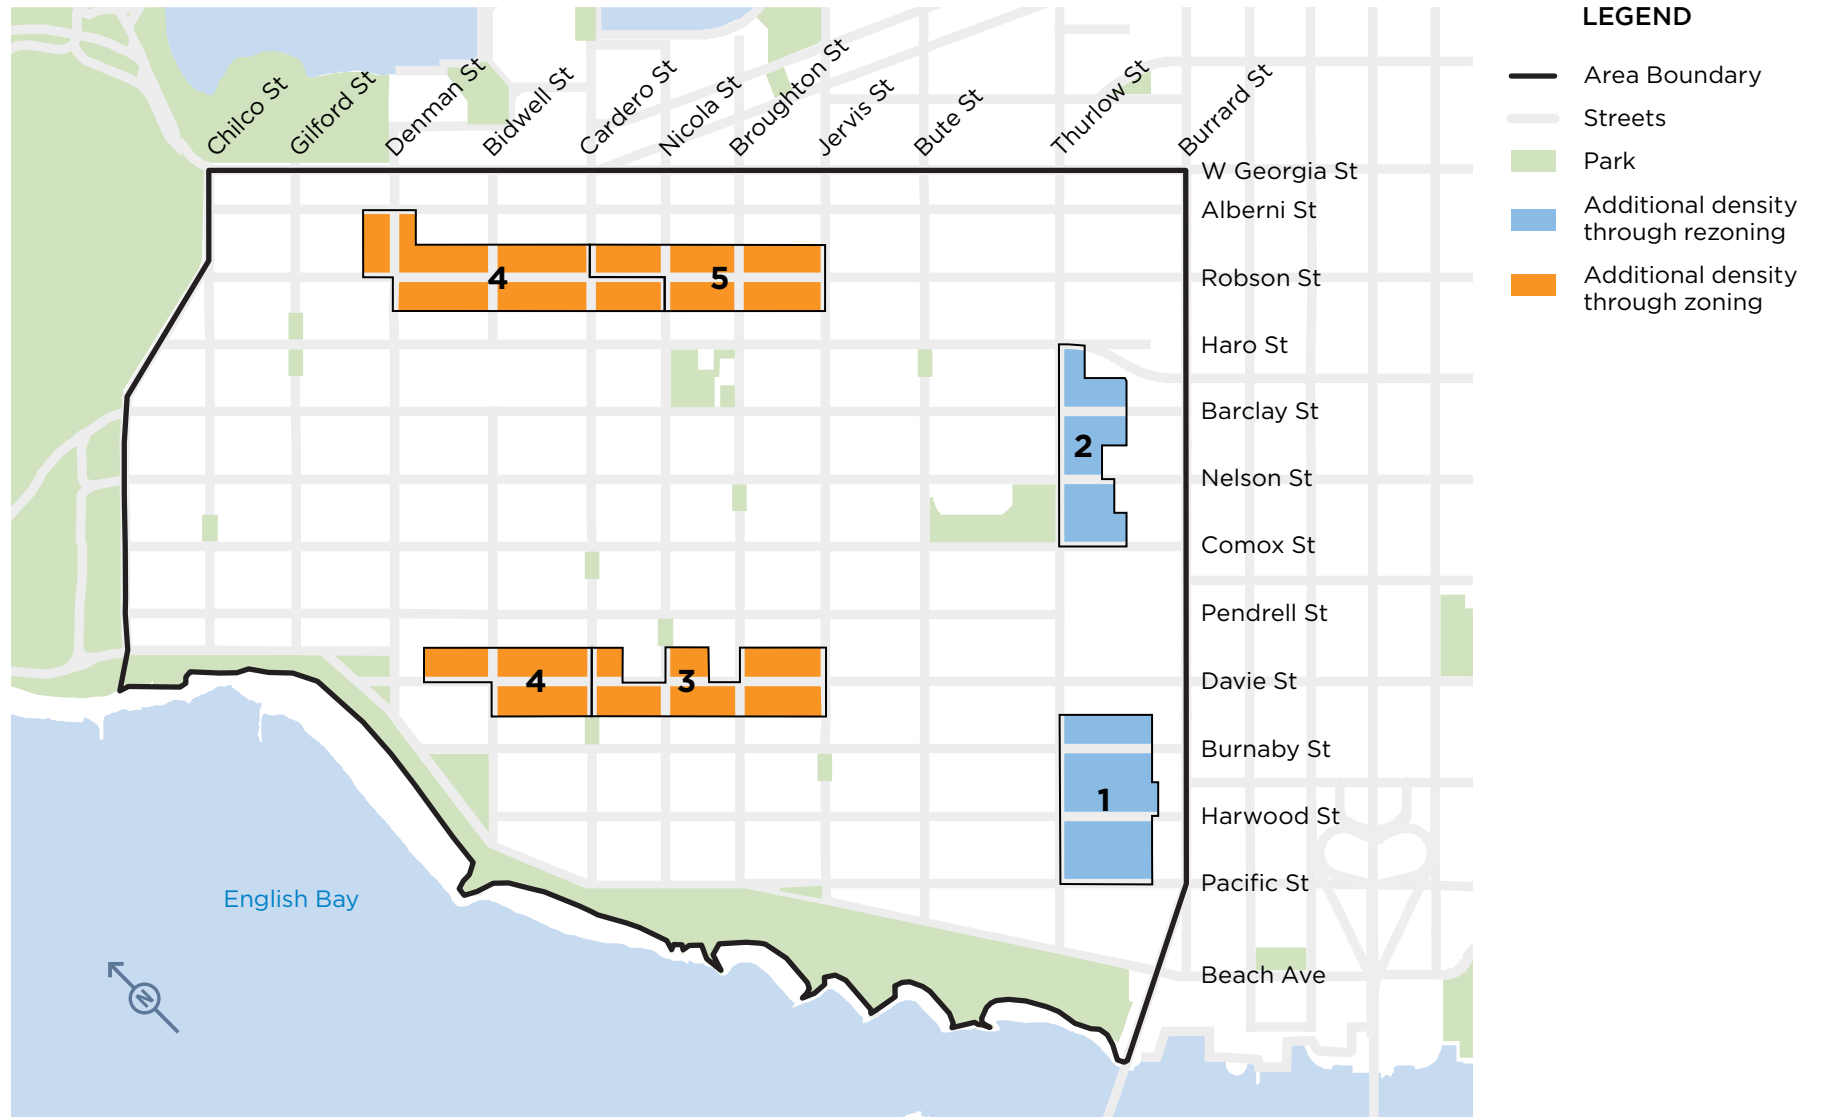 LEGEND
Area Boundary
Streets
Park
Additional density
through rezoning
Additional density
through zoning
Chilco St
Gilford St
Denman St
Bidwell St
Cardero St
Nicola St
Broughton St
Jervis St
Bute St
Thurlow St
Burrard St
W Georgia St
Alberni St
Robson St
Haro St
Barclay St
Nelson St
Comox St
Pendrell St
Davie St
Burnaby St
Harwood St
Pacific St
Beach Ave
4
5
2
4
3
1
English Bay
N